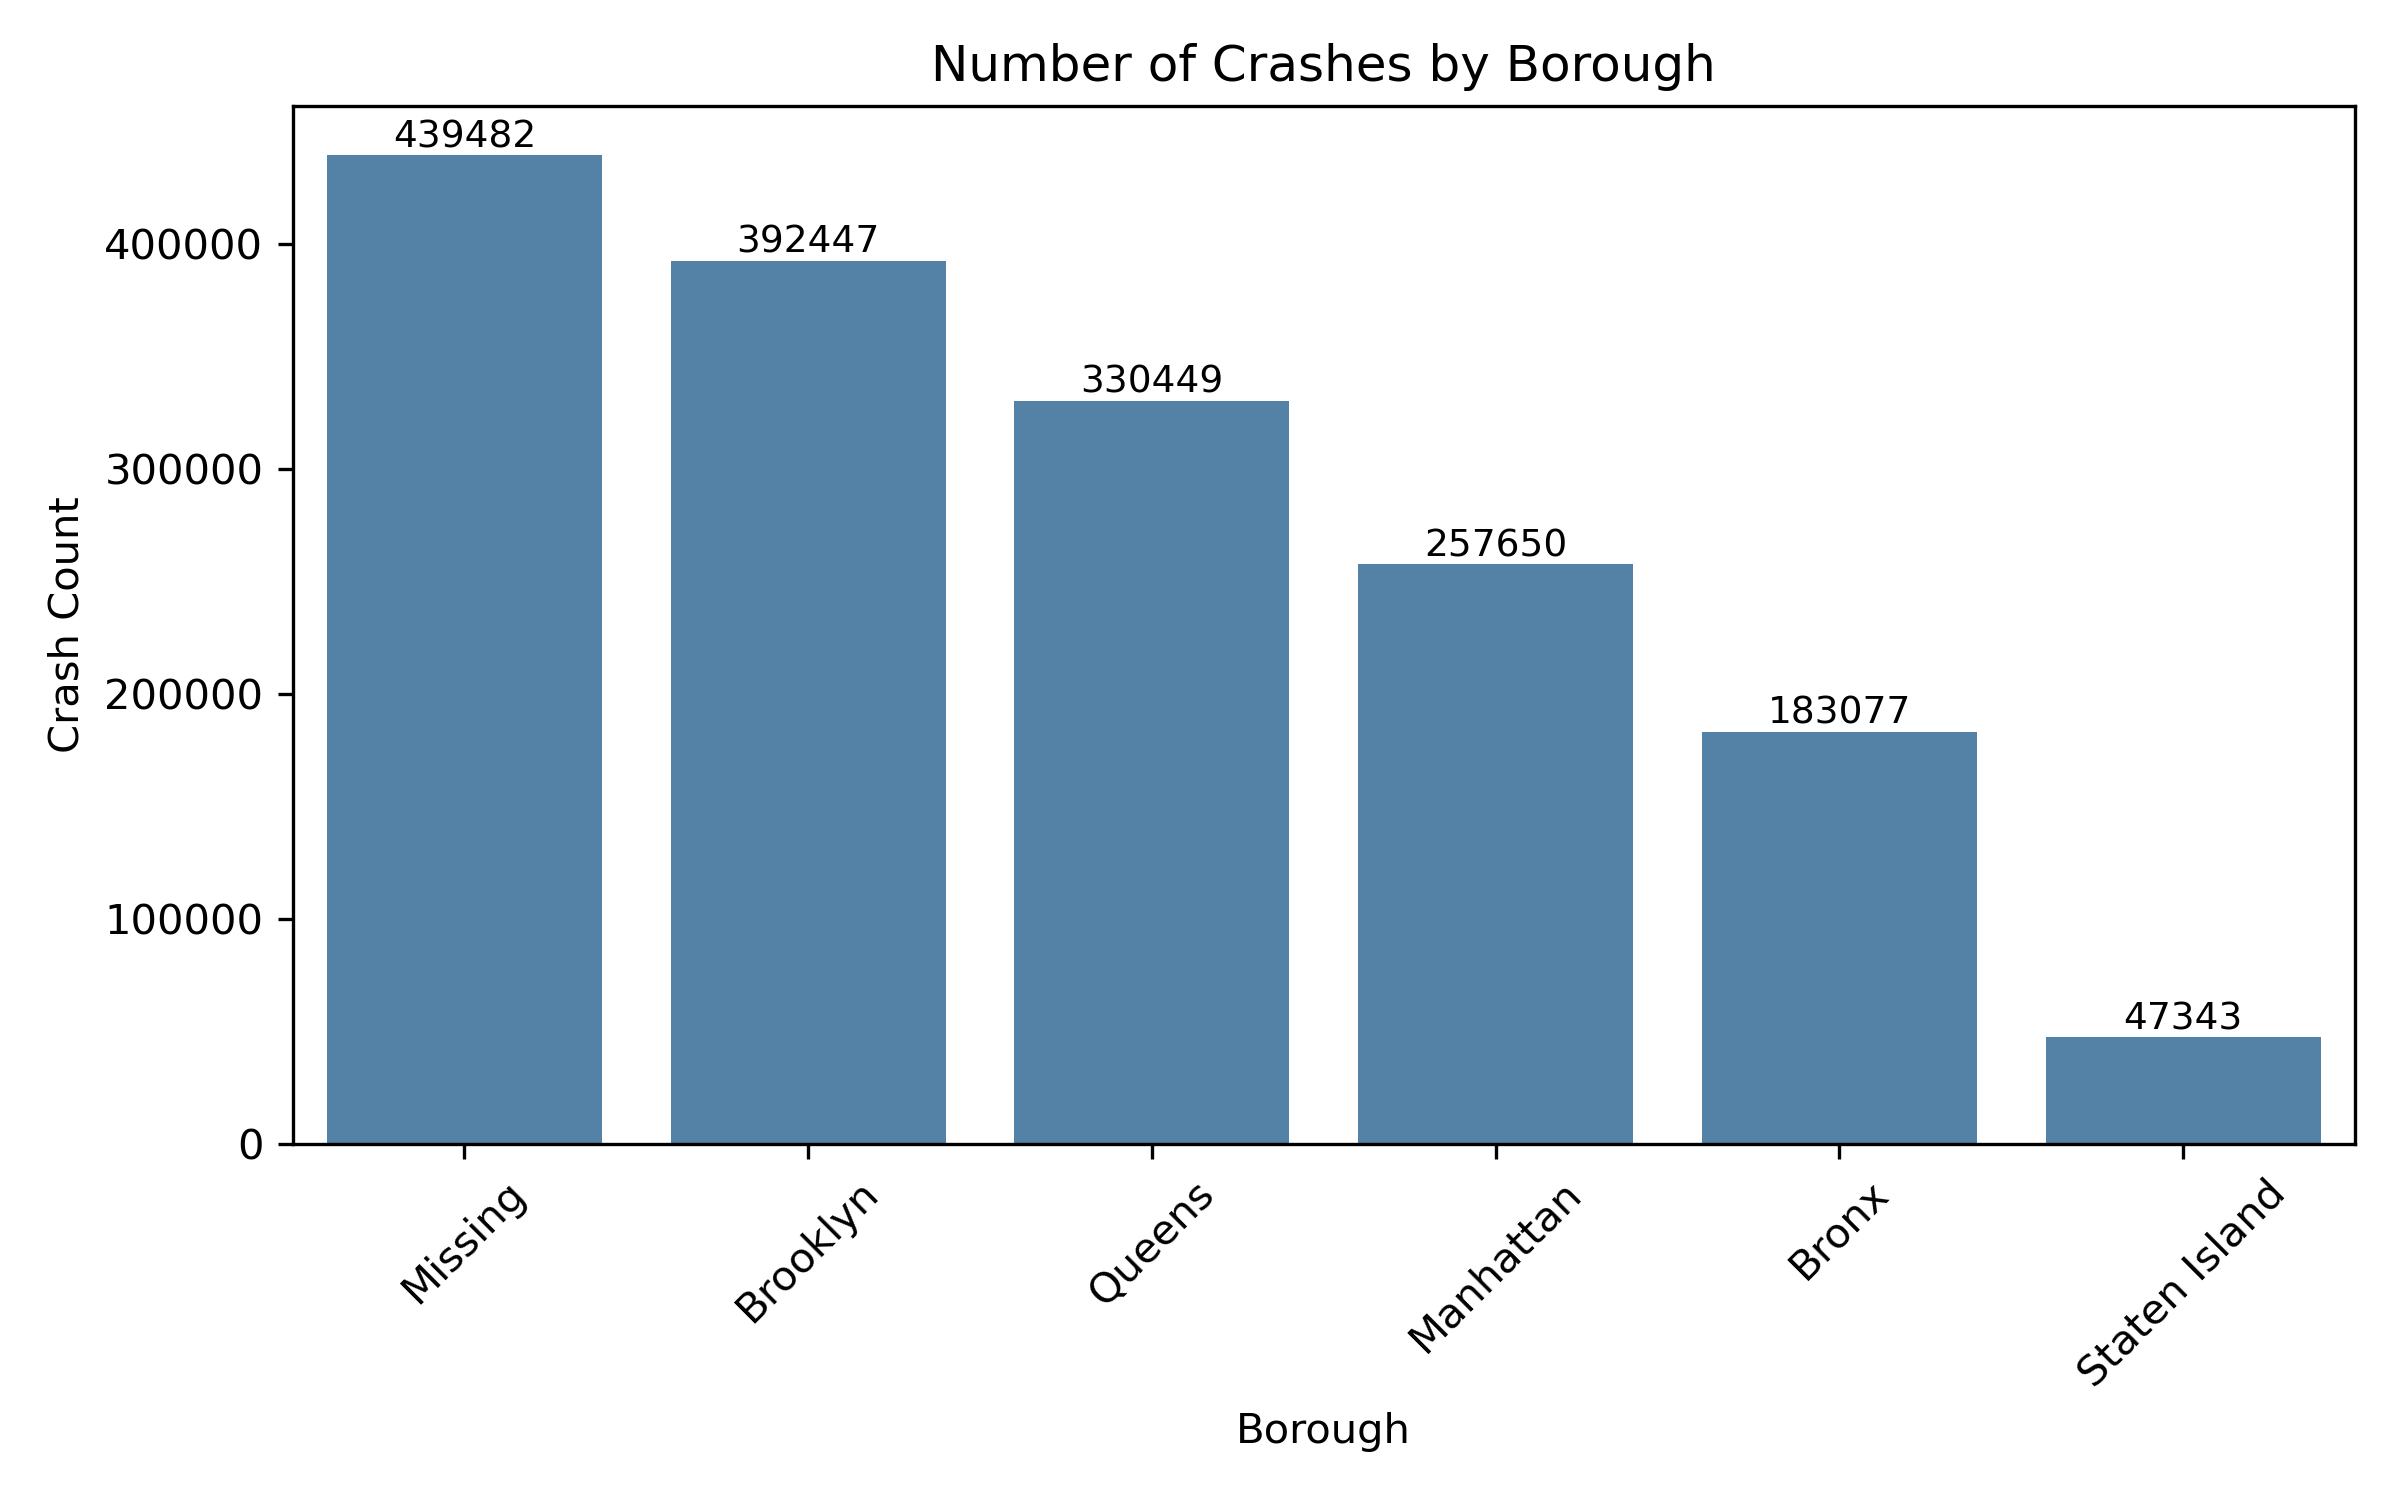 Number of Crashes by Borough
439482
392447
330449
257650
183077
47343
400000
300000
200000
100000
0
Crash Count
Missing
Brooklyn
Queens
Manhattan
Bronx
Staten Island
Borough